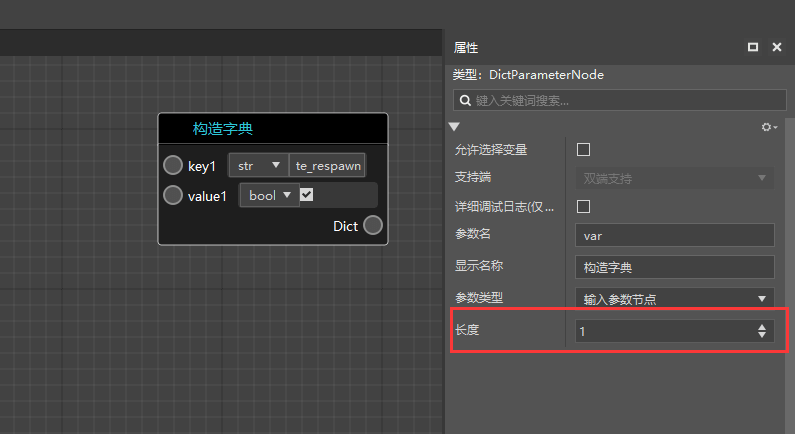 构造字典
key1 str te_respawn
value1 bool
Dict
属性
类型: DictParameterNode
键入关键词搜索...
允许选择变量
支持端 双端支持
详细调试日志(仅 ...
参数名 var
显示名称 构造字典
参数类型 输入参数节点
长度 1